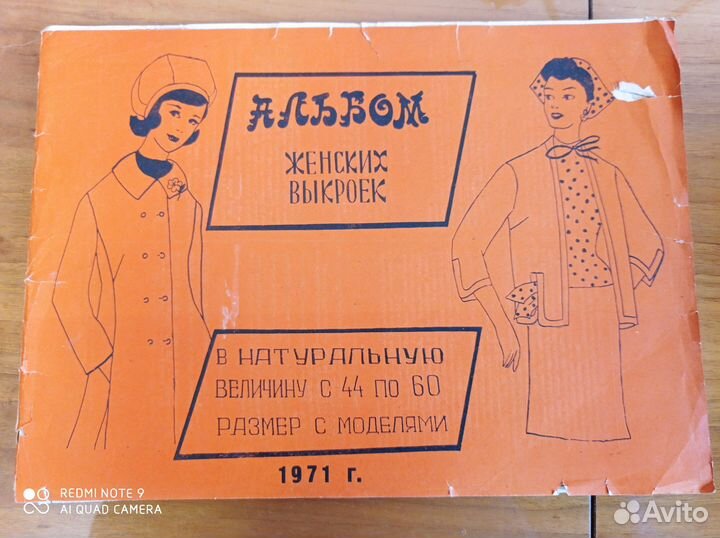 АЛЬБОМ
ЖЕНСКИХ
ВЫКРОЕК
В НАТУРАЛЬНУЮ
ВЕЛИЧИНУ С 44 ПО 60
РАЗМЕР С МОДЕЛЯМИ
1971 г.
REDMI NOTE 9
AI QUAD CAMERA
Avito